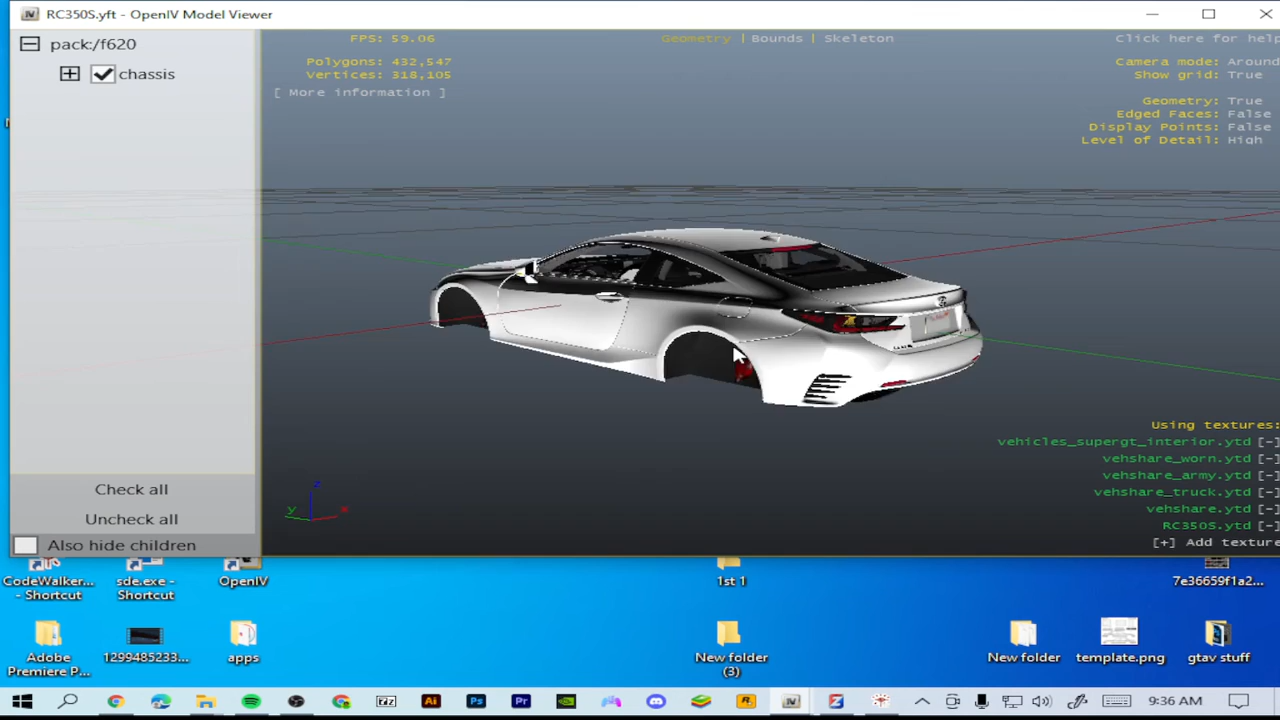 RC350S.yft - OpenIV Model Viewer
pack:/f620
chassis
FPS: 59.06
Geometry | Bounds | Skeleton
Click here for help
Polygons: 432,547
Vertices: 318,105
[ More information ]
Camera mode: Around
Show grid: True
Geometry: True
Edged Faces: False
Display Points: False
Level of Detail: High
z
y
x
Using textures:
vehicles_supergt_interior.ytd [-]
vehshare_worn.ytd [-]
vehshare_army.ytd [-]
vehshare_truck.ytd [-]
vehshare.ytd [-]
RC350S.ytd [-]
[+] Add texture
Check all
Uncheck all
Also hide children
CodeWalker... - Shortcut
sde.exe - Shortcut
OpenIV
1st 1
7e36659f1a2...
Adobe Premiere P...
1299485233...
apps
New folder (3)
New folder
template.png
gtav stuff
9:36 AM